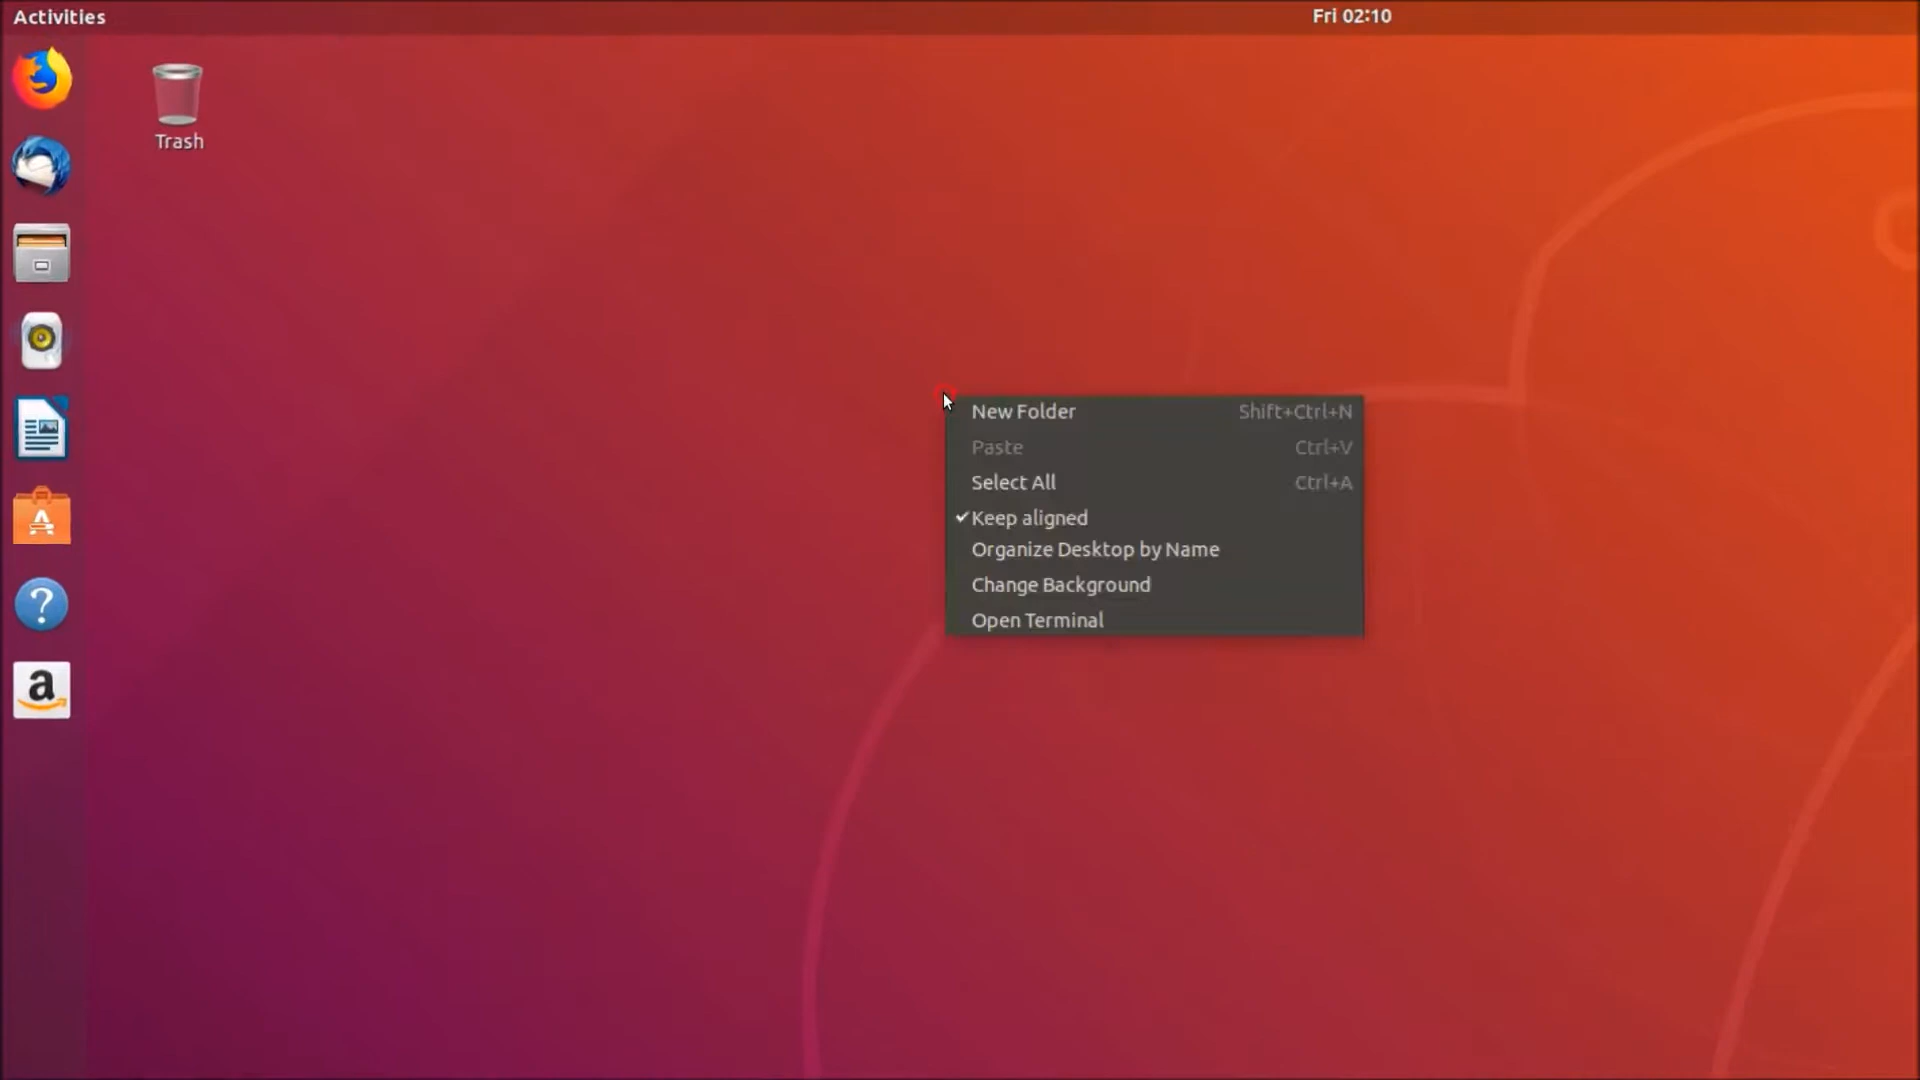 Activities
Fri 02:10
Trash
New Folder Shift+Ctrl+N
Paste Ctrl+V
Select All Ctrl+A
Keep aligned
Organize Desktop by Name
Change Background
Open Terminal